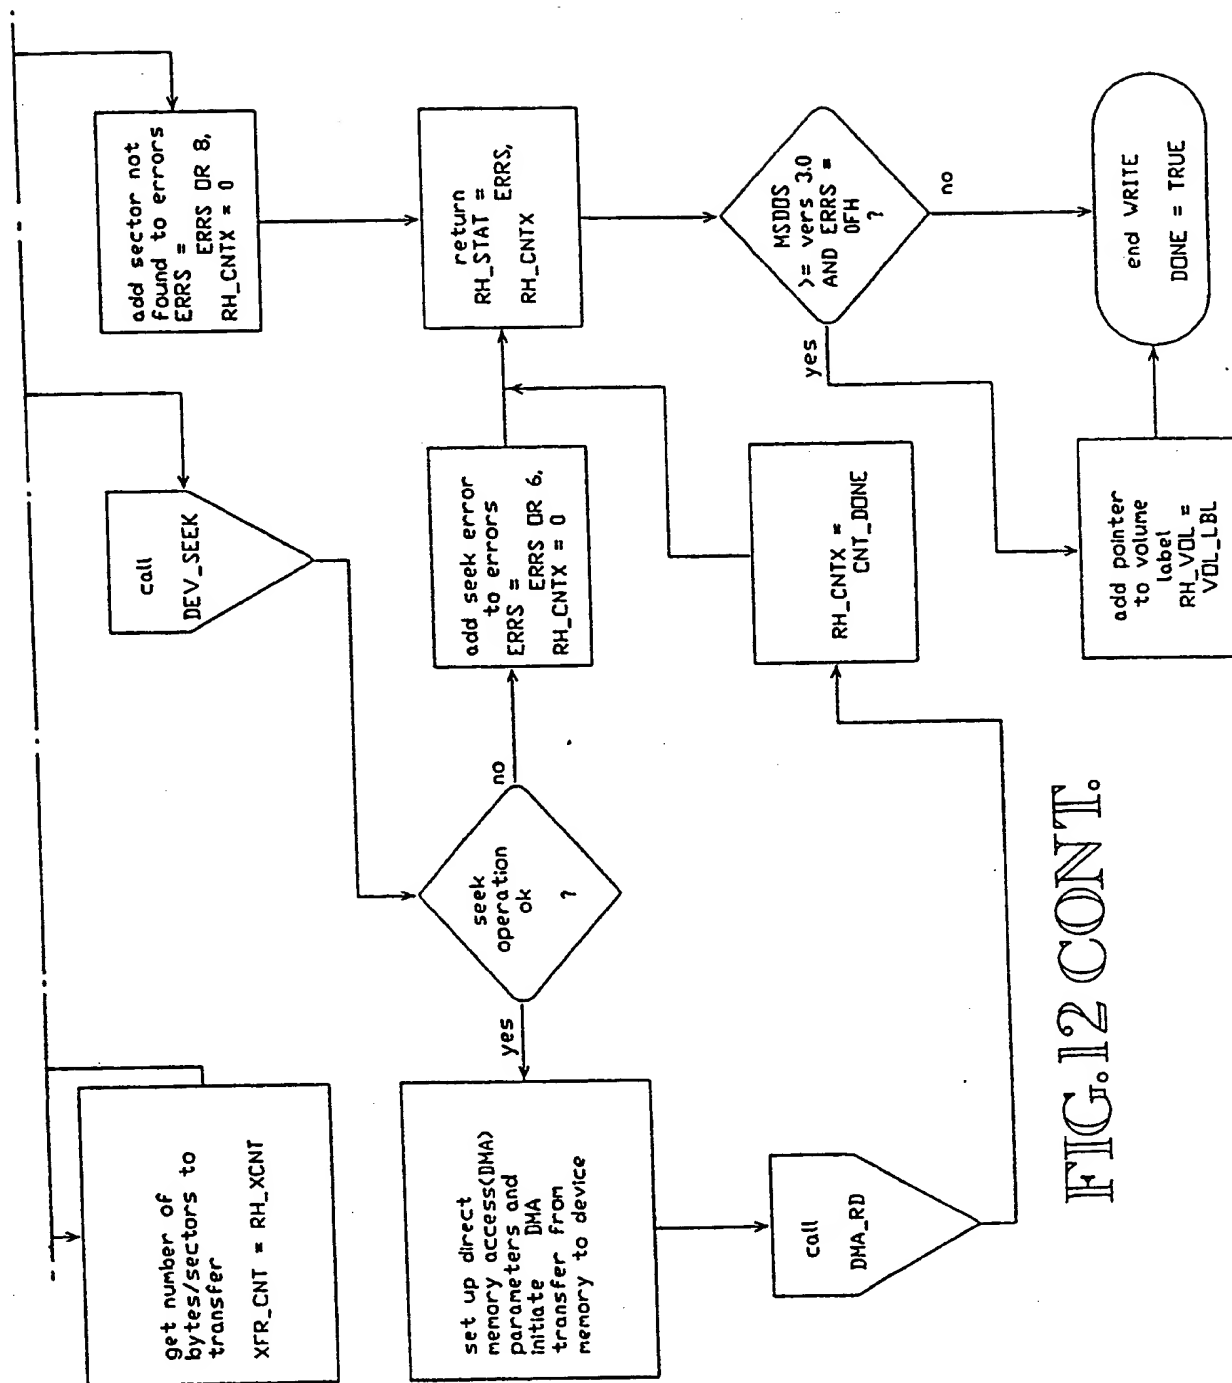 get number of
bytes/sectors to
transfer
XFR_CNT = RH_XCNT
call
DEV_SEEK
add sector not
found to errors
ERRS =
ERRS OR 8,
RH_CNTX = 0
set up direct
memory access(DMA)
parameters and
initiate DMA
transfer from
memory to device
yes
seek
operation
ok
?
no
add seek error
to errors
ERRS =
ERRS OR 6,
RH_CNTX = 0
return
RH_STAT =
ERRS,
RH_CNTX
call
DMA_RD
RH_CNTX =
CNT_DONE
yes
MSDOS
>= vers 3.0
AND ERRS =
0FH
?
no
add pointer
to volume
label
RH_VOL =
VOL_LBL
end WRITE
DONE = TRUE
FIG. 12 CONT.